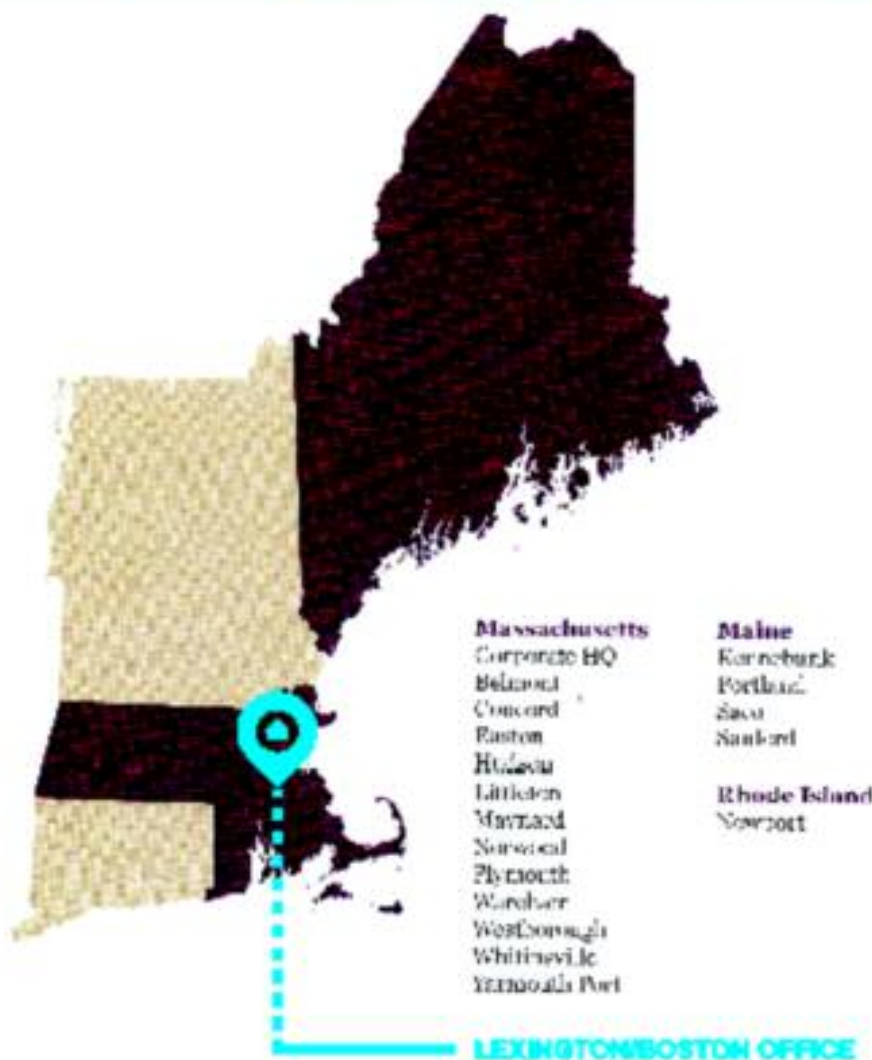 Massachusetts
Corporate HQ
Belmont
Concord
Easton
Hudson
Littleton
Maynard
Norwood
Plymouth
Wareham
Westborough
Whitinsville
Yarmouth Port
Maine
Kennebunk
Portland
Saco
Sanford
Rhode Island
Newport
LEXINGTON/BOSTON OFFICE